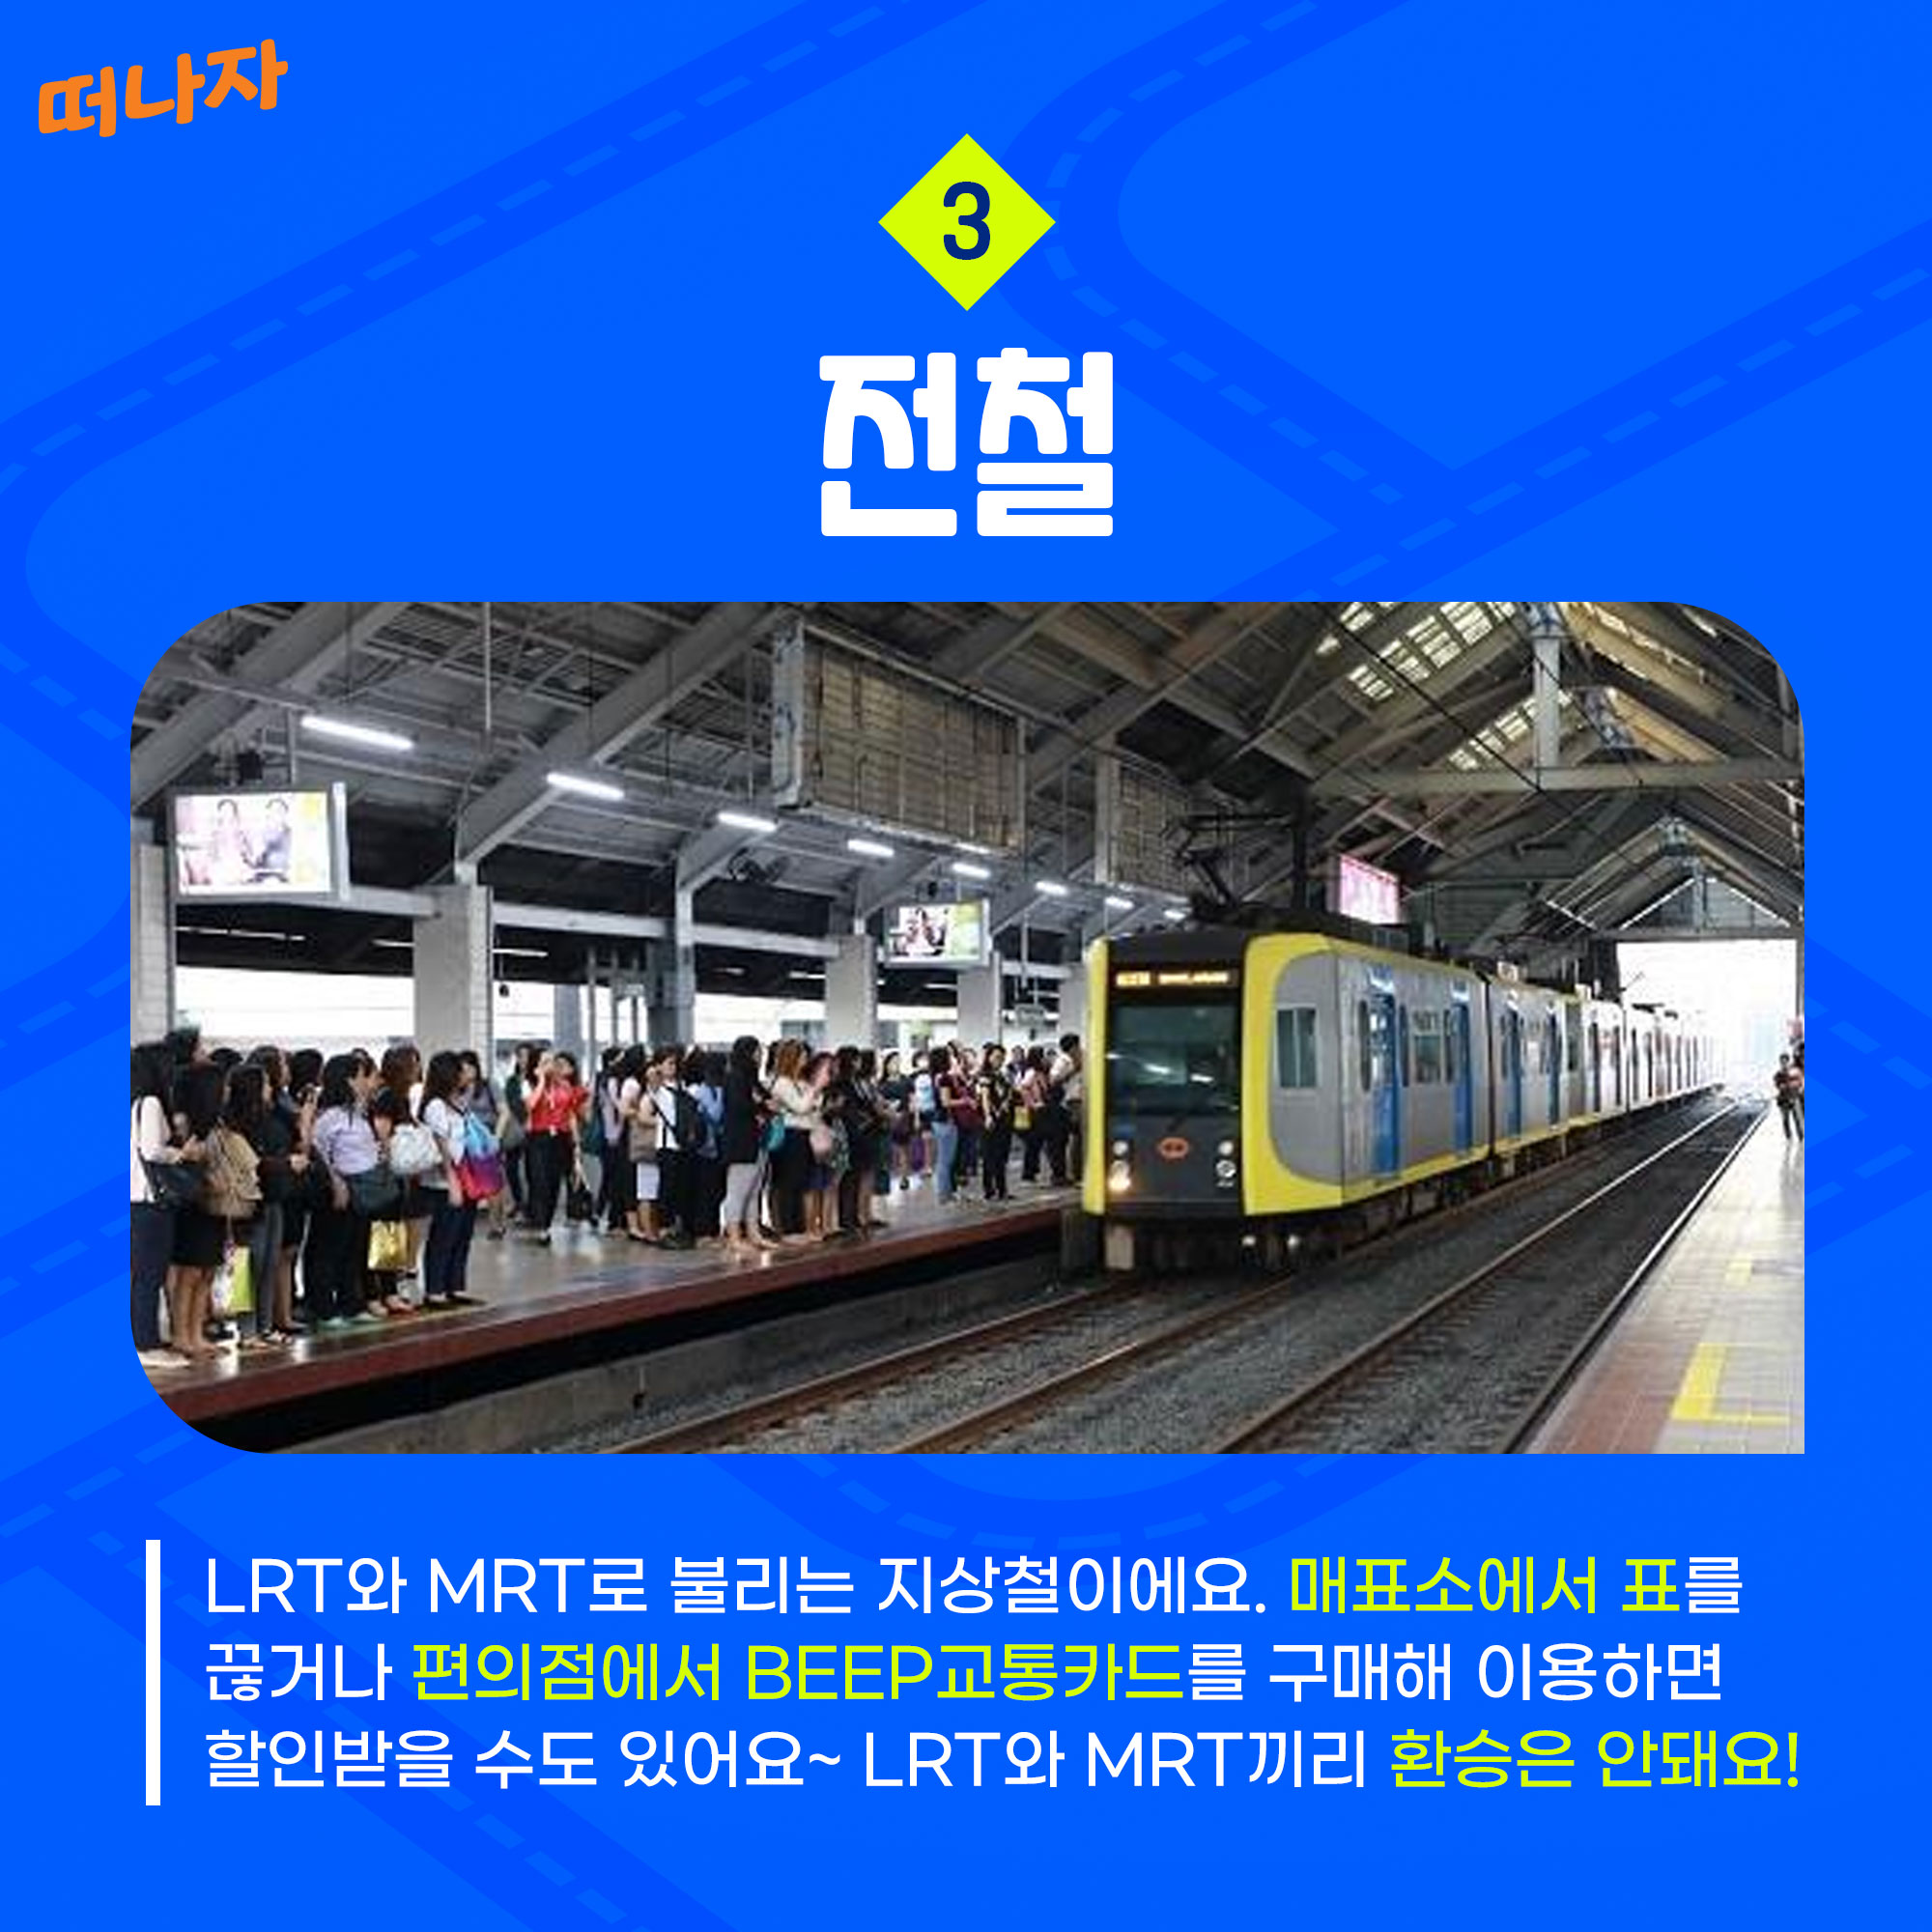 떠나자
3
전철
LRT와 MRT로 불리는 지상철이에요. 매표소에서 표를
끊거나 편의점에서 BEEP교통카드를 구매해 이용하면
할인받을 수도 있어요~ LRT와 MRT끼리 환승은 안돼요!